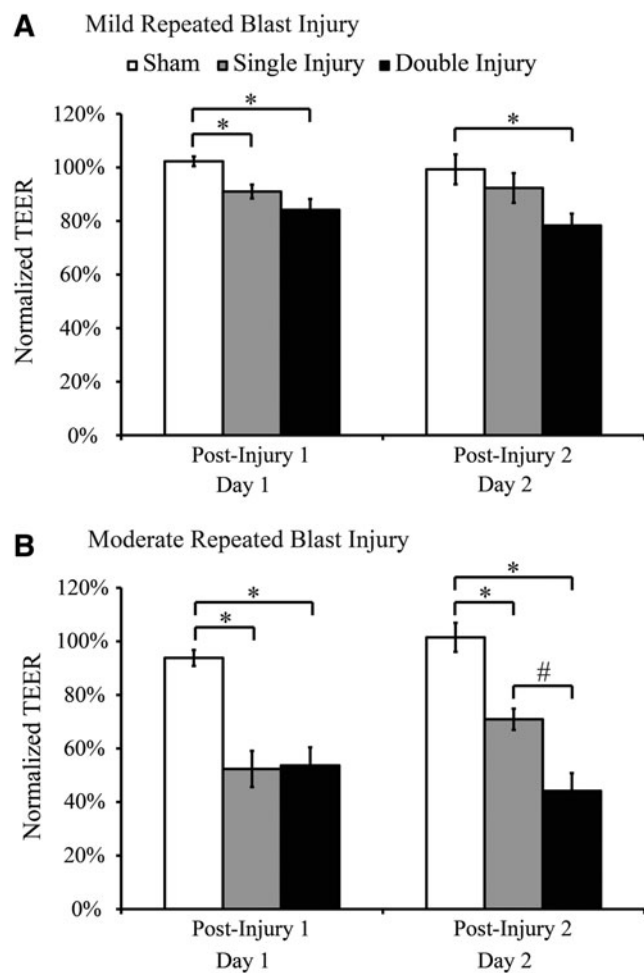 A Mild Repeated Blast Injury
Sham Single Injury Double Injury
120%
100%
80%
60%
40%
20%
0%
Normalized TEER
* * *
Post-Injury 1 Post-Injury 2
Day 1 Day 2
B Moderate Repeated Blast Injury
120%
100%
80%
60%
40%
20%
0%
Normalized TEER
* * * * #
Post-Injury 1 Post-Injury 2
Day 1 Day 2